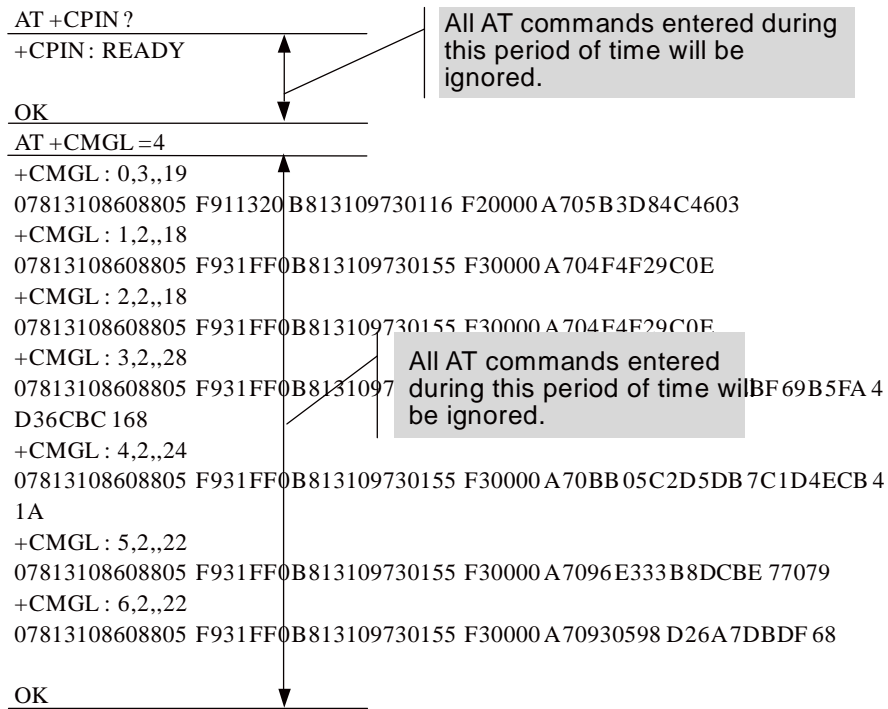 AT +CPIN ?
All AT commands entered during
this period of time will be
ignored.
+CPIN : READY
OK
AT +CMGL =4
+CMGL : 0,3,,19
07813108608805 F911320 B813109730116 F20000 A705B3D84C4603
+CMGL : 1,2,,18
07813108608805 F931FF0B813109730155 F30000 A704F4F29C0E
+CMGL : 2,2,,18
07813108608805 F931FF0B813109730155 F30000 A704F4F29C0E
+CMGL : 3,2,,28
07813108608805 F931FF0B8131097 BF 69B5FA 4
D36CBC 168
All AT commands entered
during this period of time will
be ignored.
+CMGL : 4,2,,24
07813108608805 F931FF0B813109730155 F30000 A70BB 05C2D5DB 7C1D4ECB 4
1A
+CMGL : 5,2,,22
07813108608805 F931FF0B813109730155 F30000 A7096E333B8DCBE 77079
+CMGL : 6,2,,22
07813108608805 F931FF0B813109730155 F30000 A70930598 D26A7DBDF 68
OK